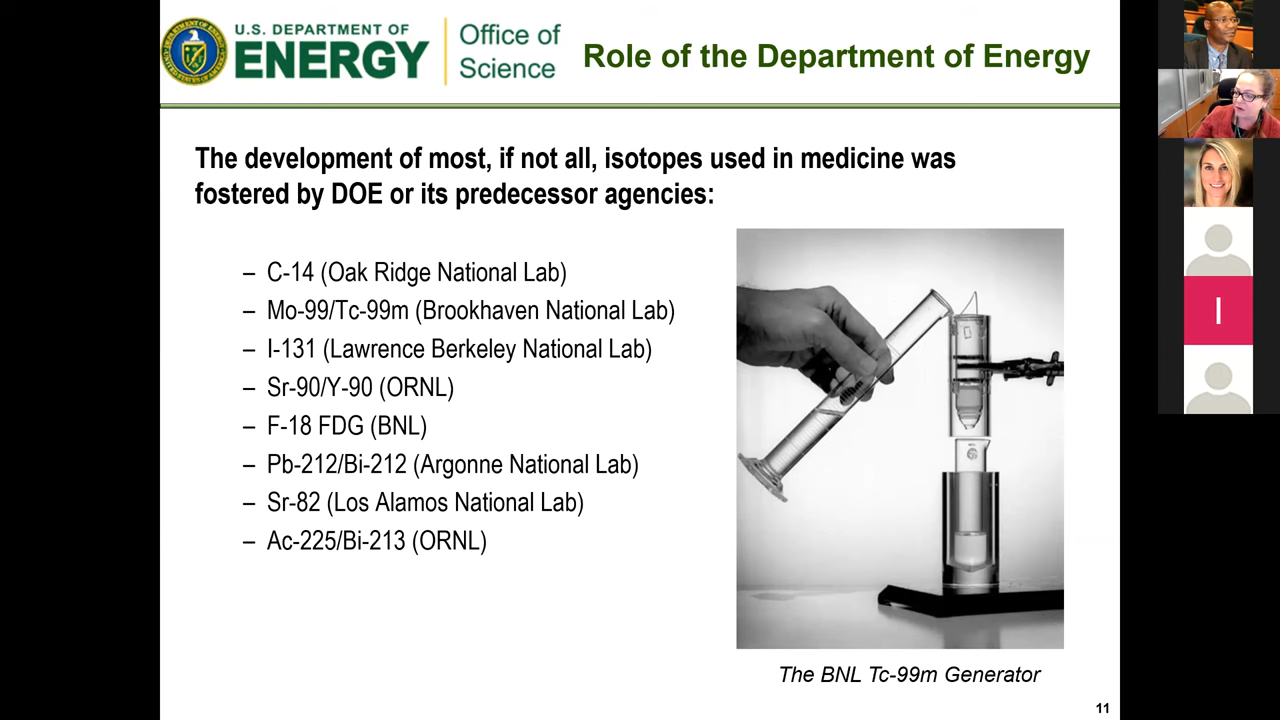 U.S. DEPARTMENT OF
ENERGY
Office of
Science
Role of the Department of Energy
The development of most, if not all, isotopes used in medicine was
fostered by DOE or its predecessor agencies:
– C-14 (Oak Ridge National Lab)
– Mo-99/Tc-99m (Brookhaven National Lab)
– I-131 (Lawrence Berkeley National Lab)
– Sr-90/Y-90 (ORNL)
– F-18 FDG (BNL)
– Pb-212/Bi-212 (Argonne National Lab)
– Sr-82 (Los Alamos National Lab)
– Ac-225/Bi-213 (ORNL)
The BNL Tc-99m Generator
11
I